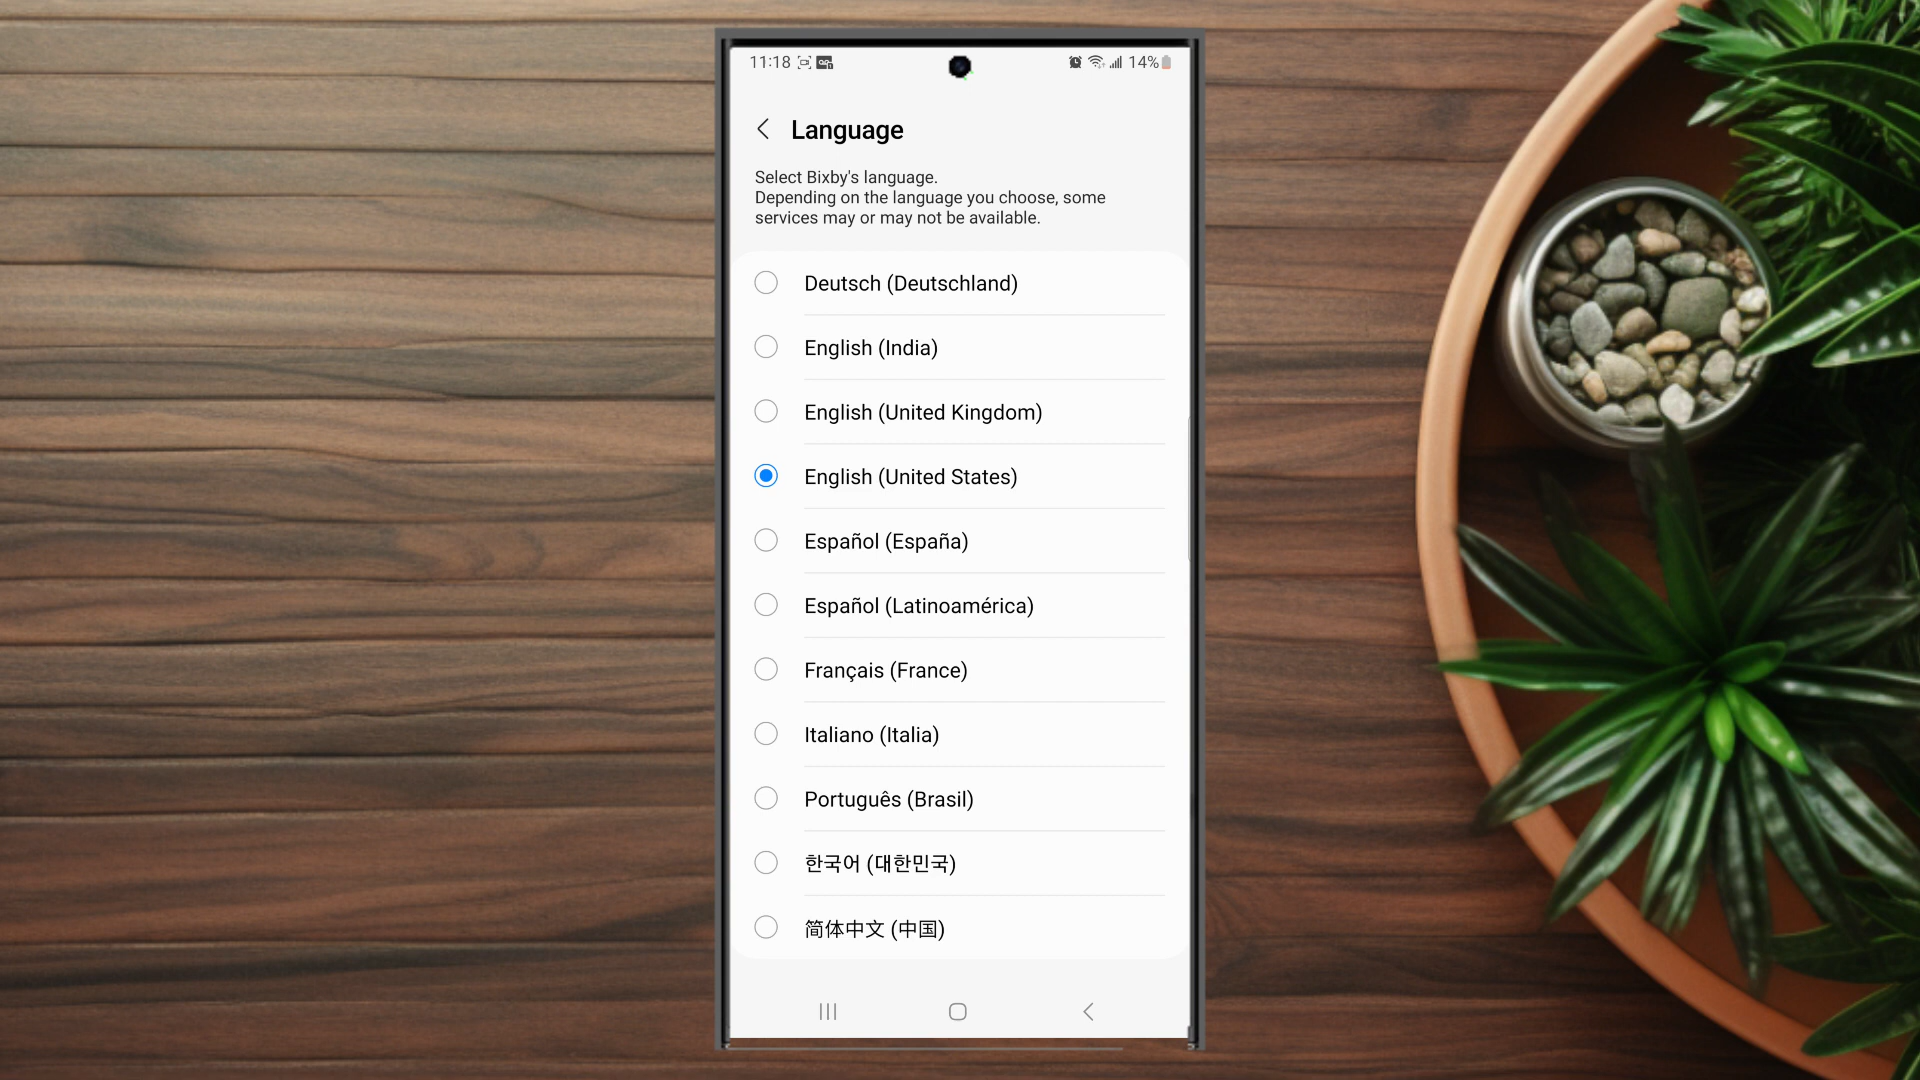 11:18
14%
Language
Select Bixby's language.
Depending on the language you choose, some
services may or may not be available.
Deutsch (Deutschland)
English (India)
English (United Kingdom)
English (United States)
Español (España)
Español (Latinoamérica)
Français (France)
Italiano (Italia)
Português (Brasil)
한국어 (대한민국)
简体中文 (中国)